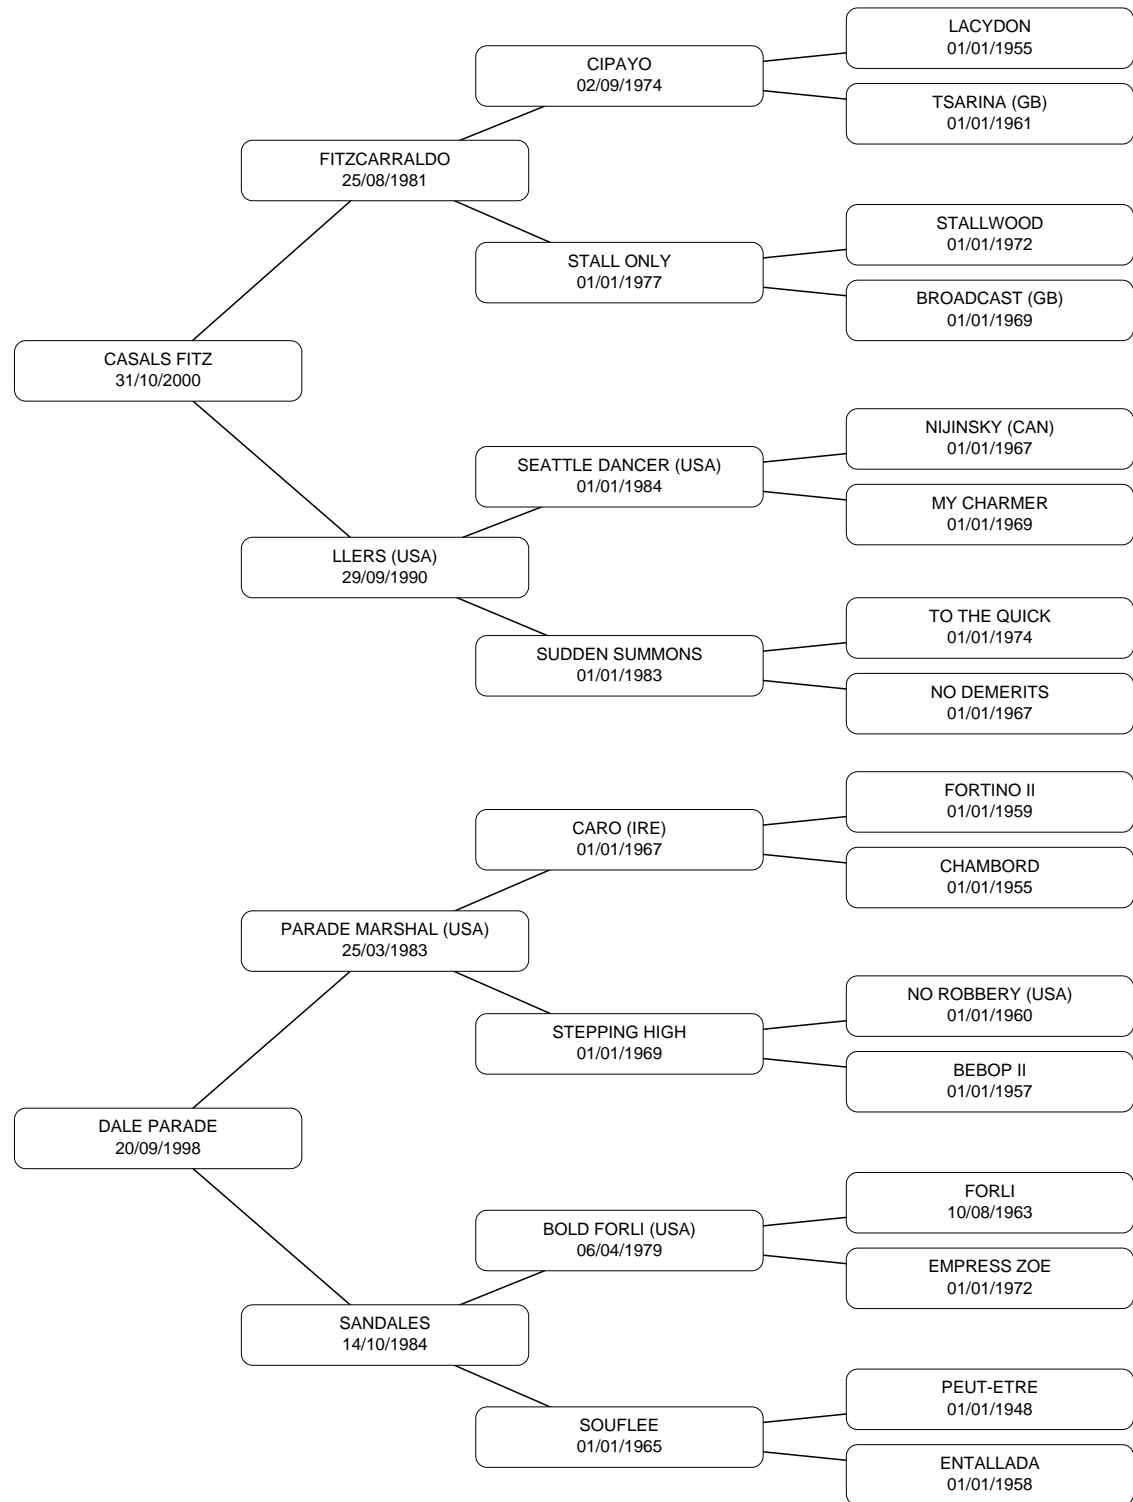 LACYDON
01/01/1955
CIPAYO
02/09/1974
TSARINA (GB)
01/01/1961
FITZCARRALDO
25/08/1981
STALLWOOD
01/01/1972
STALL ONLY
01/01/1977
BROADCAST (GB)
01/01/1969
CASALS FITZ
31/10/2000
NIJINSKY (CAN)
01/01/1967
SEATTLE DANCER (USA)
01/01/1984
MY CHARMER
01/01/1969
LLERS (USA)
29/09/1990
TO THE QUICK
01/01/1974
SUDDEN SUMMONS
01/01/1983
NO DEMERITS
01/01/1967
FORTINO II
01/01/1959
CARO (IRE)
01/01/1967
CHAMBORD
01/01/1955
PARADE MARSHAL (USA)
25/03/1983
NO ROBBERY (USA)
01/01/1960
STEPPING HIGH
01/01/1969
BEBOP II
01/01/1957
DALE PARADE
20/09/1998
FORLI
10/08/1963
BOLD FORLI (USA)
06/04/1979
EMPRESS ZOE
01/01/1972
SANDALES
14/10/1984
PEUT-ETRE
01/01/1948
SOUFLEE
01/01/1965
ENTALLADA
01/01/1958